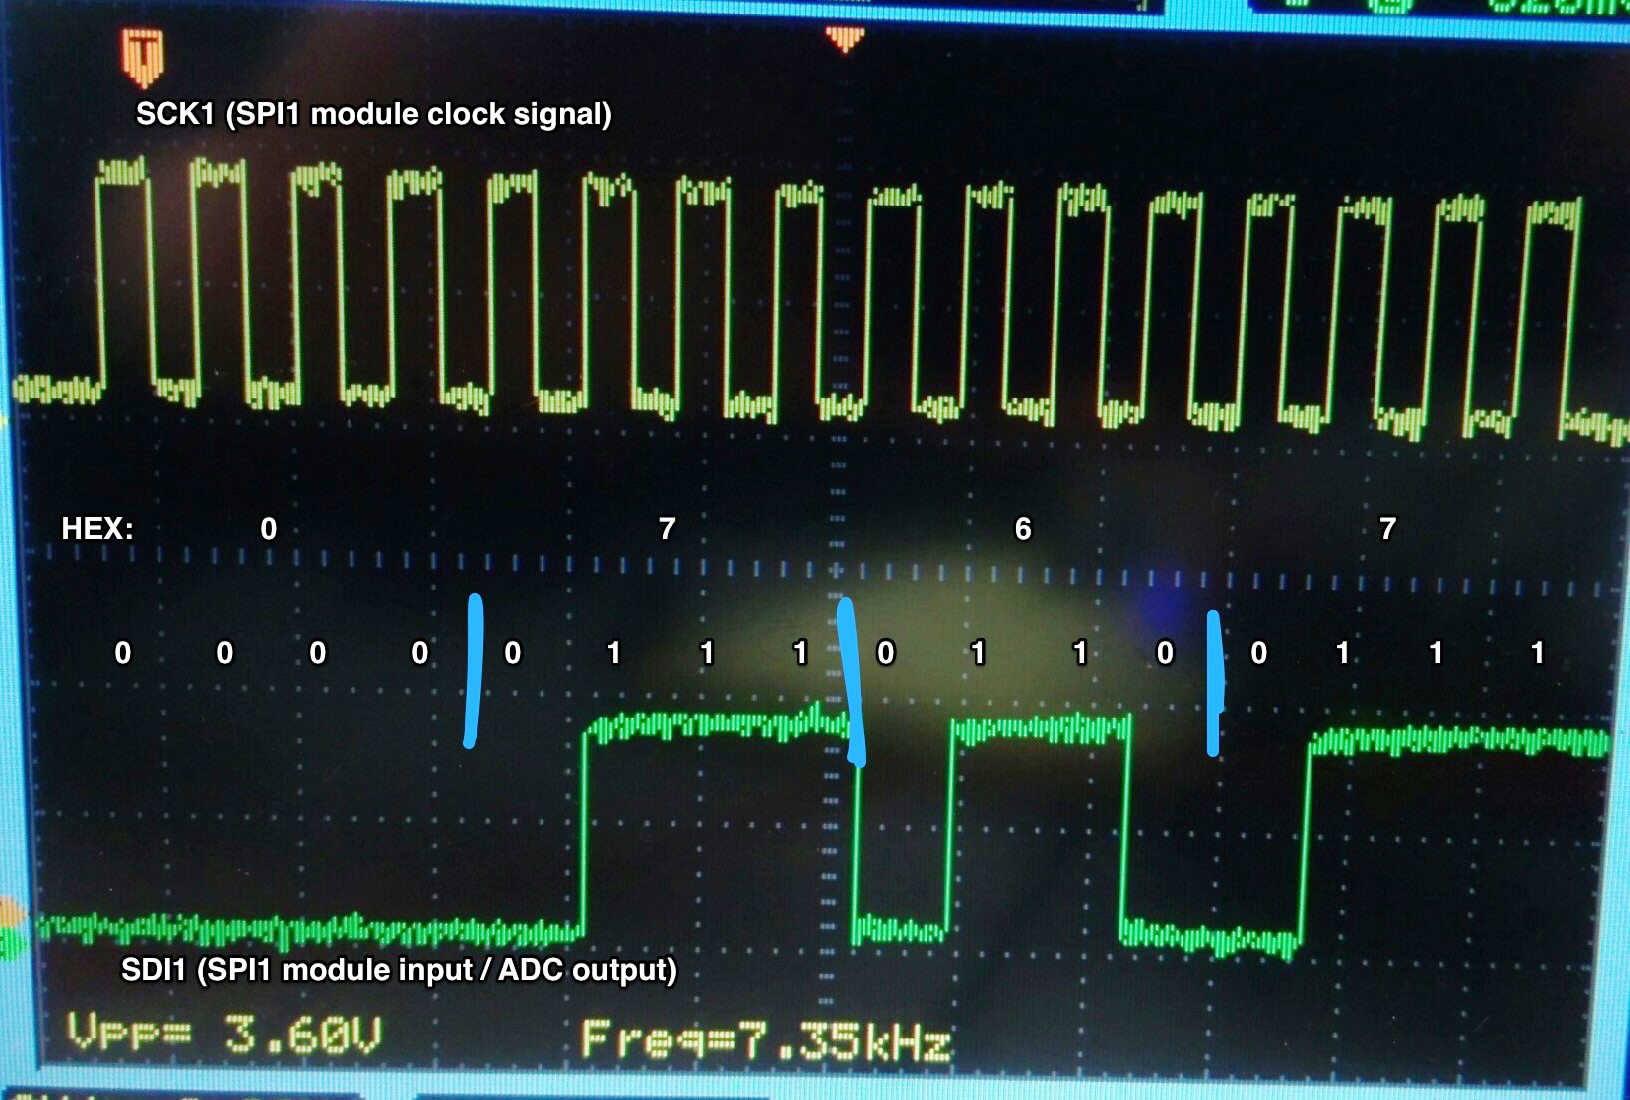 T
SCK1 (SPI1 module clock signal)
HEX: 0 7 6 7
0 0 0 0 0 1 1 1 0 1 1 0 0 1 1 1
SDI1 (SPI1 module input / ADC output)
Vpp= 3.60V Freq=7.35kHz